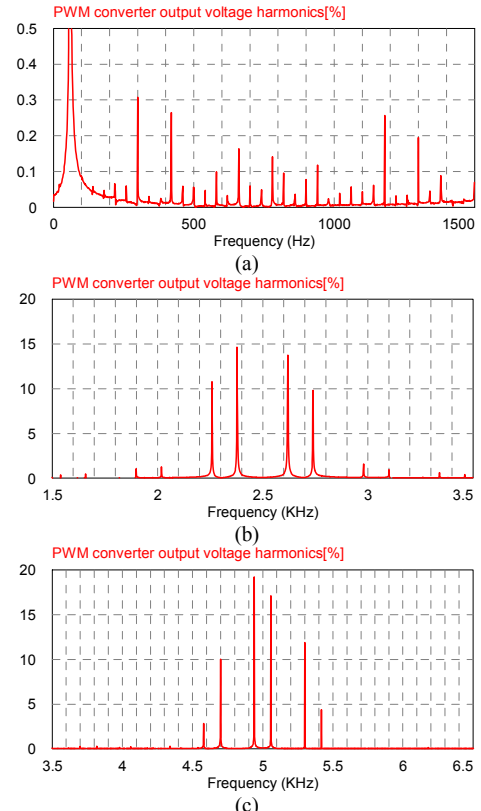 PWM converter output voltage harmonics[%]
0.5
0.4
0.3
0.2
0.1
0
0 500 1000 1500
Frequency (Hz)
(a)
PWM converter output voltage harmonics[%]
20
15
10
5
0
1.5 2 2.5 3 3.5
Frequency (KHz)
(b)
PWM converter output voltage harmonics[%]
20
15
10
5
0
3.5 4 4.5 5 5.5 6 6.5
Frequency (KHz)
(c)